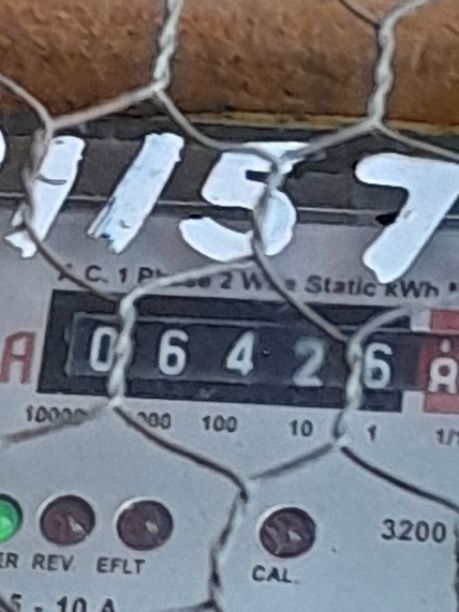 1157
A.C. 1 Phase 2 Wire Static kWh
A 0 6 4 2 6
100 10 1
REV. EFLT CAL. 3200
5 - 10 A